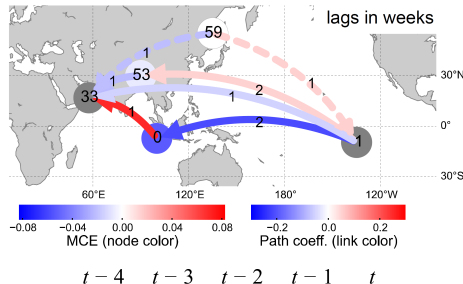 lags in weeks
59
1
53
1
33
1
2
1
1
0
2
1
30°N
0°
30°S
60°E 120°E 180° 120°W
−0.08 −0.04 0.00 0.04 0.08 −0.2 0.0 0.2
MCE (node color) Path coeff. (link color)
t − 4 t − 3 t − 2 t − 1 t